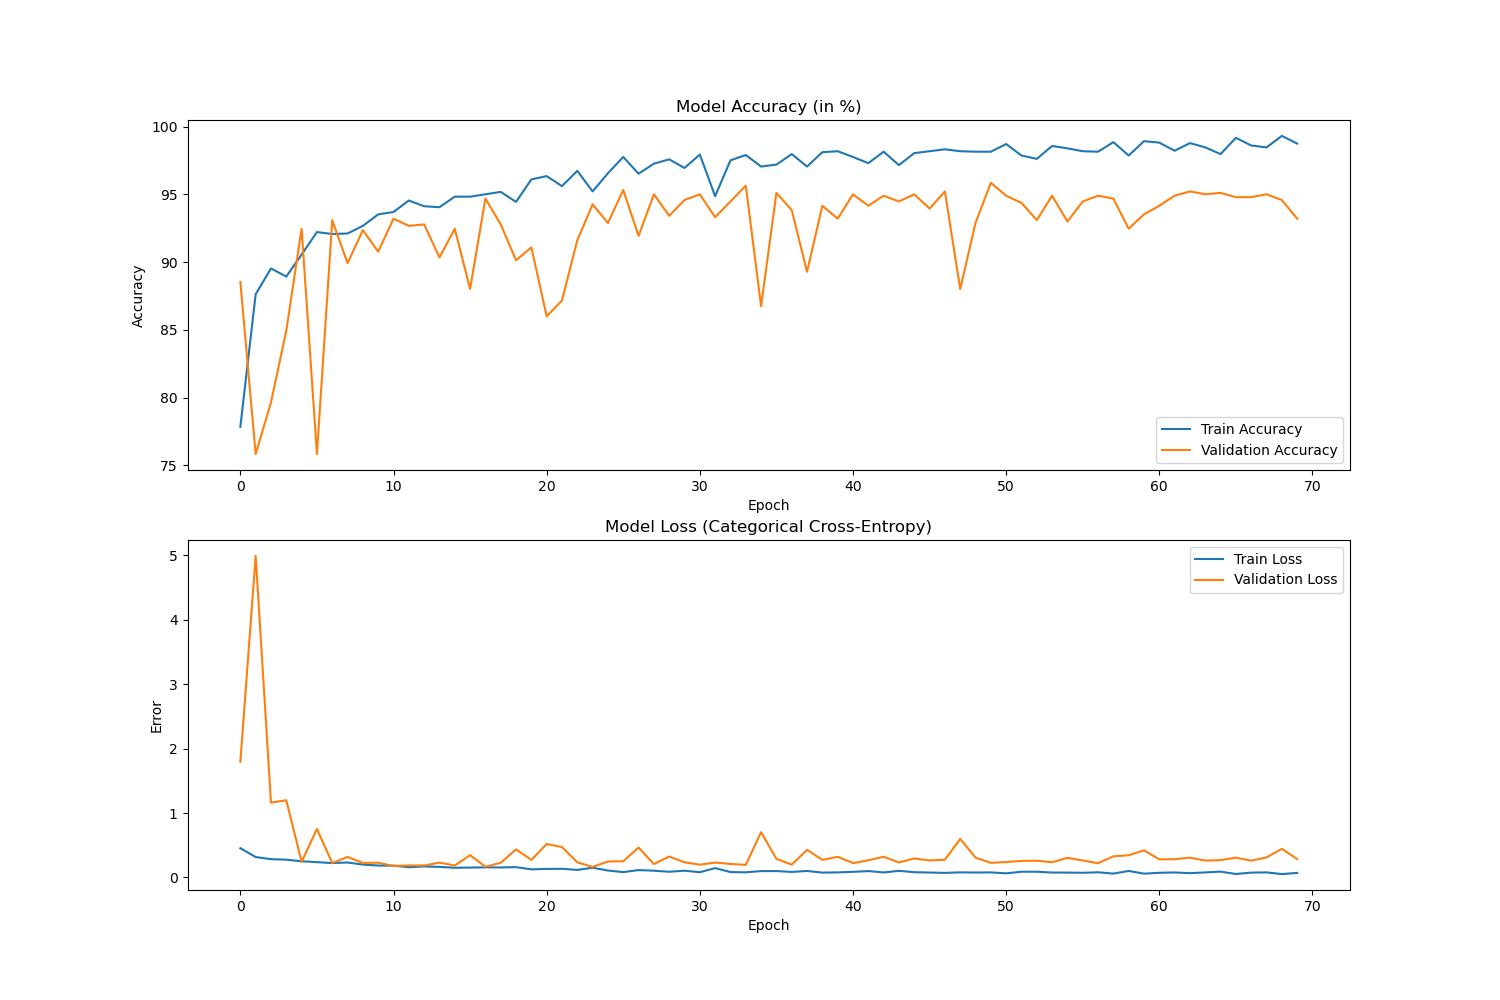 Model Accuracy (in %)
100
95
90
85
80
75
Accuracy
Train Accuracy
Validation Accuracy
0 10 20 30 40 50 60 70
Epoch
Model Loss (Categorical Cross-Entropy)
5
4
3
2
1
0
Error
Train Loss
Validation Loss
0 10 20 30 40 50 60 70
Epoch